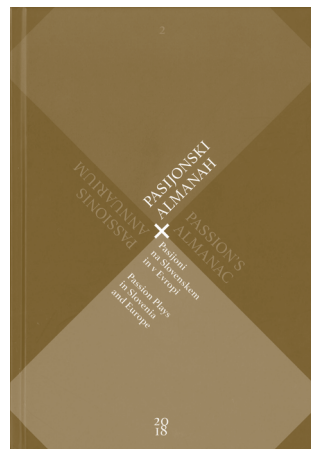 2
PASIJONSKI
ALMANAH
PASSIONIS
ANNUARIUM
PASSION'S
ALMANAC
Pasijoni
na Slovenskem
in v Evropi
Passion Plays
in Slovenia
and Europe
20
18